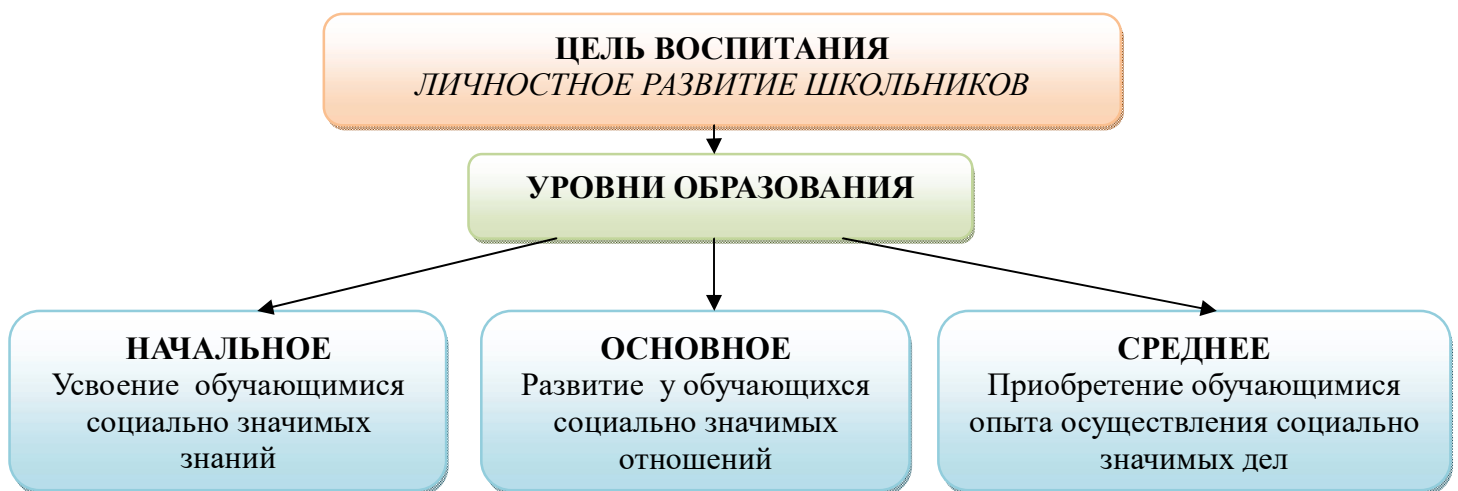 ЦЕЛЬ ВОСПИТАНИЯ
ЛИЧНОСТНОЕ РАЗВИТИЕ ШКОЛЬНИКОВ
УРОВНИ ОБРАЗОВАНИЯ
НАЧАЛЬНОЕ
Усвоение обучающимися
социально значимых
знаний
ОСНОВНОЕ
Развитие у обучающихся
социально значимых
отношений
СРЕДНЕЕ
Приобретение обучающимися
опыта осуществления социально
значимых дел